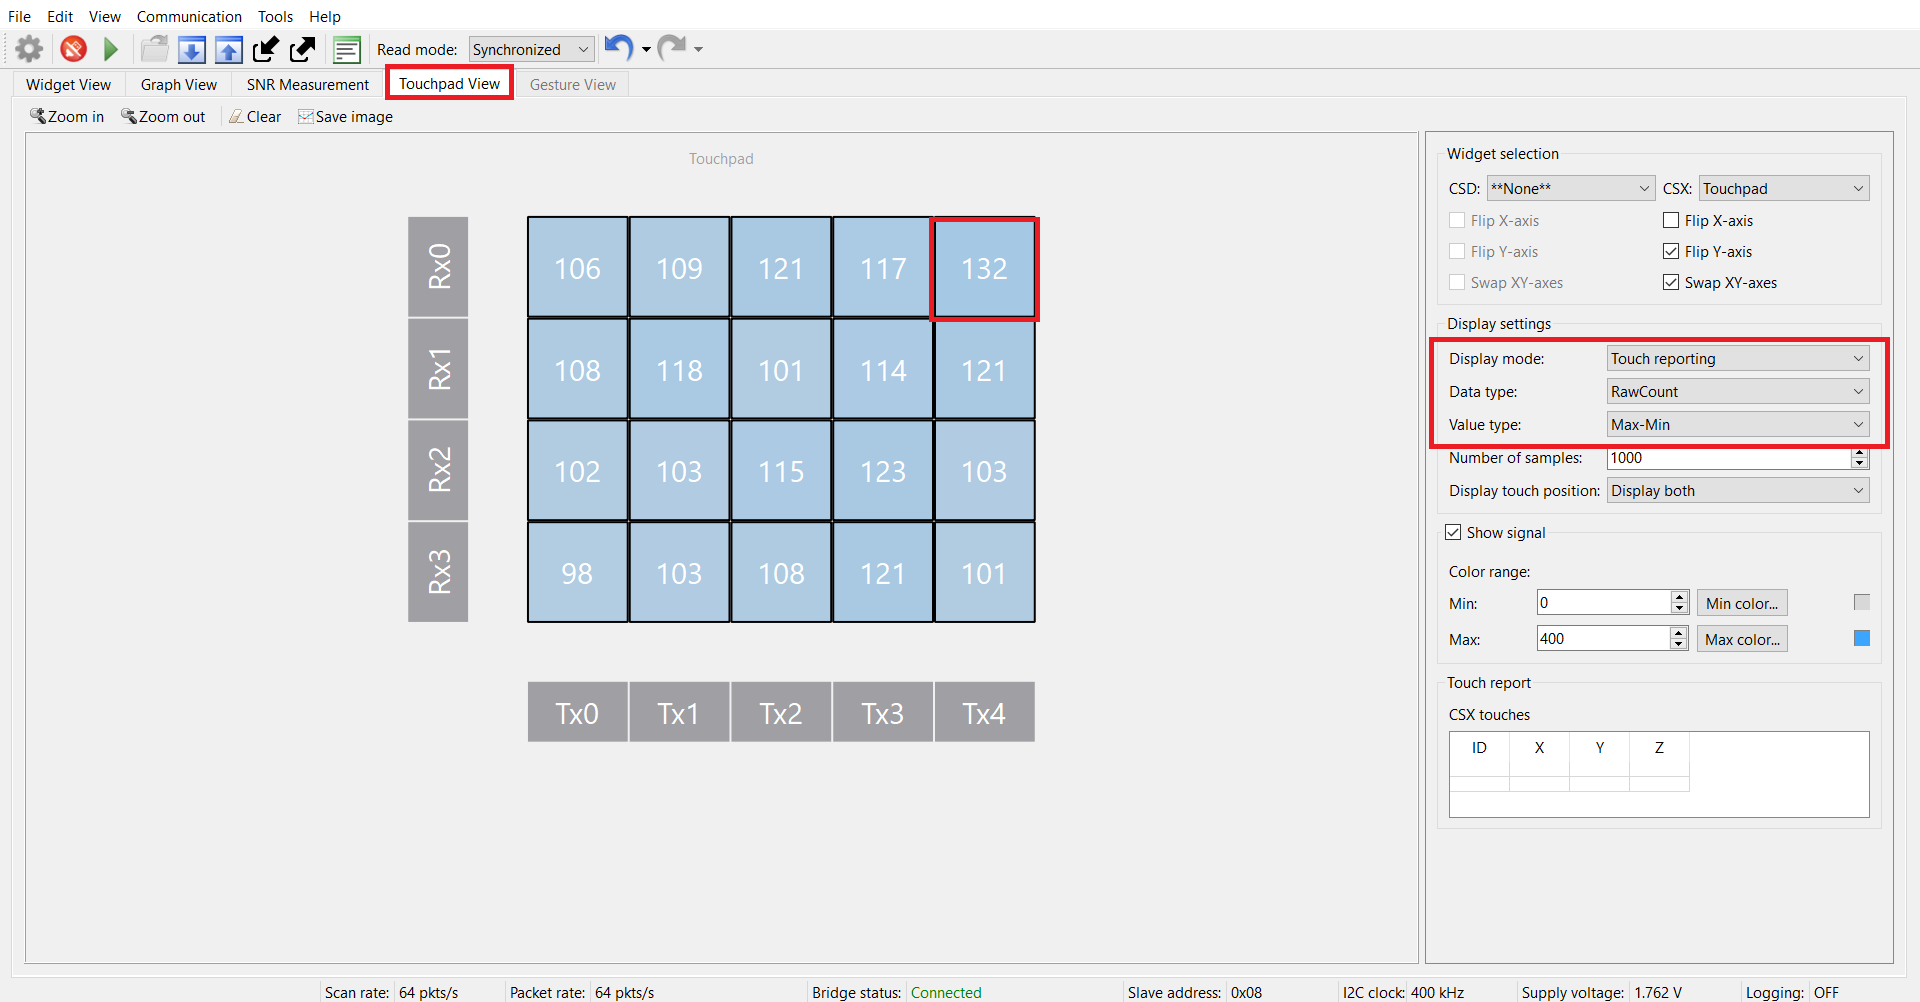 File Edit View Communication Tools Help
Read mode: Synchronized
Widget View Graph View SNR Measurement Touchpad View Gesture View
Zoom in Zoom out Clear Save image
Touchpad
Rx0 106 109 121 117 132
Rx1 108 118 101 114 121
Rx2 102 103 115 123 103
Rx3 98 103 108 121 101
Tx0 Tx1 Tx2 Tx3 Tx4
Widget selection
CSD: **None** CSX: Touchpad
Flip X-axis Flip X-axis
Flip Y-axis Flip Y-axis
Swap XY-axes Swap XY-axes
Display settings
Display mode: Touch reporting
Data type: RawCount
Value type: Max-Min
Number of samples: 1000
Display touch position: Display both
Show signal
Color range:
Min: 0 Min color...
Max: 400 Max color...
Touch report
CSX touches
ID X Y Z
Scan rate: 64 pkts/s Packet rate: 64 pkts/s Bridge status: Connected Slave address: 0x08 I2C clock: 400 kHz Supply voltage: 1.762 V Logging: OFF